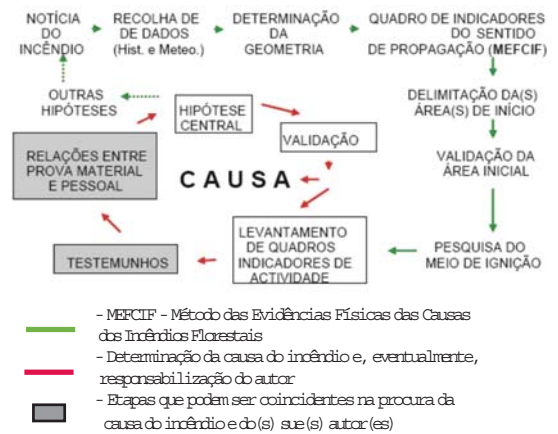 NOTÍCIA
DO
INCÊNDIO
RECOLHA DE
DE DADOS
(Hist. e Meteo.)
DETERMINAÇÃO
DA
GEOMETRIA
QUADRO DE INDICADORES
DO SENTIDO
DE PROPAGAÇÃO (MEFCIF)
OUTRAS
HIPÓTESES
HIPÓTESE
CENTRAL
VALIDAÇÃO
DELIMITAÇÃO DA(S)
ÁREA(S) DE INÍCIO
RELAÇÕES ENTRE
PROVA MATERIAL
E PESSOAL
CAUSA
VALIDAÇÃO DA
ÁREA INICIAL
TESTEMUNHOS
LEVANTAMENTO
DE QUADROS
INDICADORES DE
ACTIVIDADE
PESQUISA DO
MEIO DE IGNIÇÃO
- MEFCIF - Método das Evidências Físicas das Causas
dos Incêndios Florestais
- Determinação da causa do incêndio e, eventualmente,
responsabilização do autor
- Etapas que podem ser coincidentes na procura da
causa do incêndio e do(s) sue(s) autor(es)